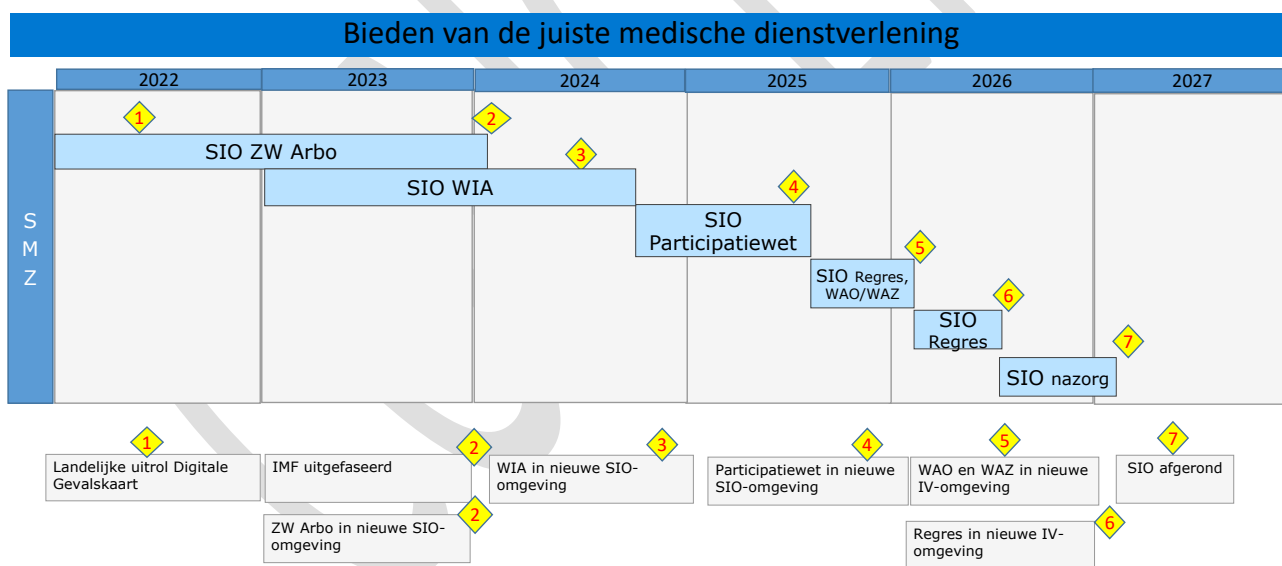 Bieden van de juiste medische dienstverlening
2022 2023 2024 2025 2026 2027
S
M
Z
1
2
SIO ZW Arbo
3
SIO WIA
4
SIO
Participatiewet
5
SIO Regres,
WAO/WAZ
6
SIO
Regres
7
SIO nazorg
1
Landelijke uitrol Digitale
Gevalskaart
2
IMF uitgefaseerd
2
ZW Arbo in nieuwe SIO-
omgeving
3
WIA in nieuwe SIO-
omgeving
4
Participatiewet in nieuwe
SIO-omgeving
5
WAO en WAZ in nieuwe
IV-omgeving
6
Regres in nieuwe IV-
omgeving
7
SIO afgerond